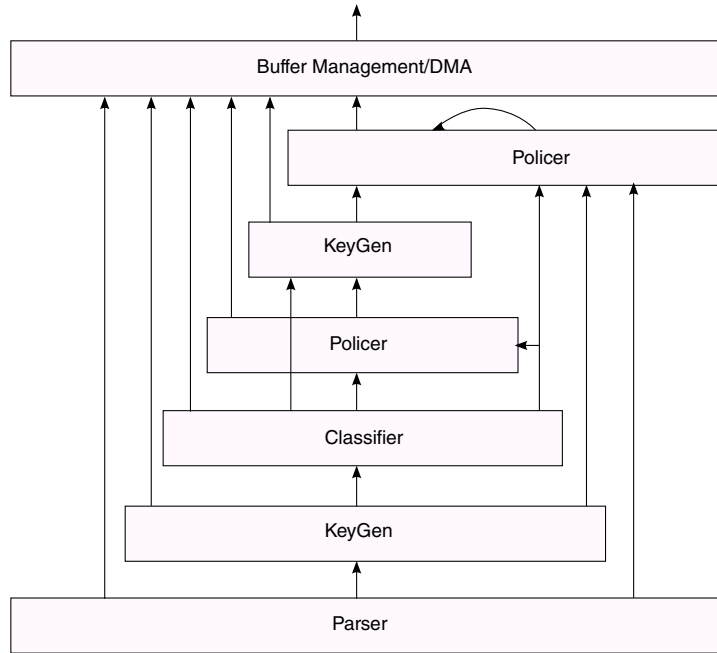 Buffer Management/DMA
Policer
KeyGen
Policer
Classifier
KeyGen
Parser